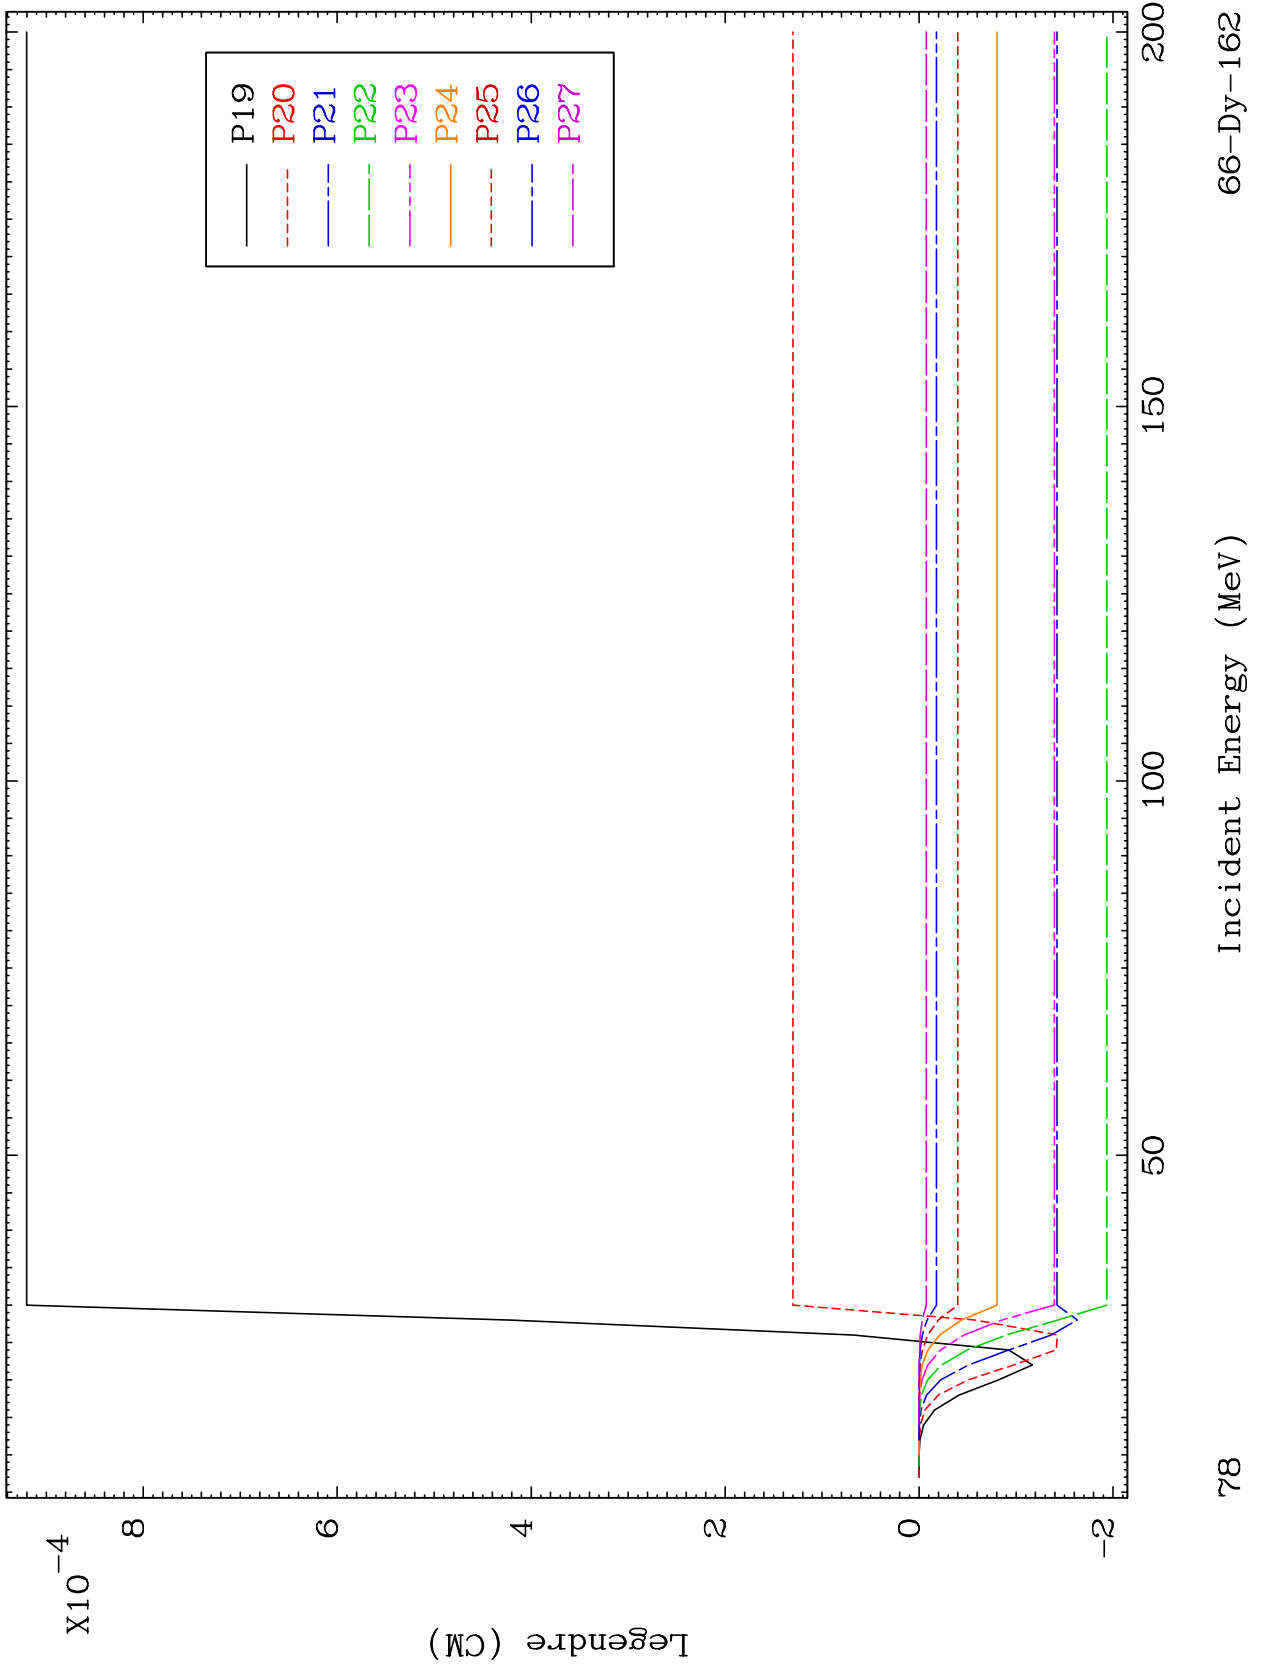 X10
-4
8
6
4
2
0
-2
Legendre (CM)
P19
P20
P21
P22
P23
P24
P25
P26
P27
50
100
150
200
78
Incident Energy (MeV)
66-Dy-162